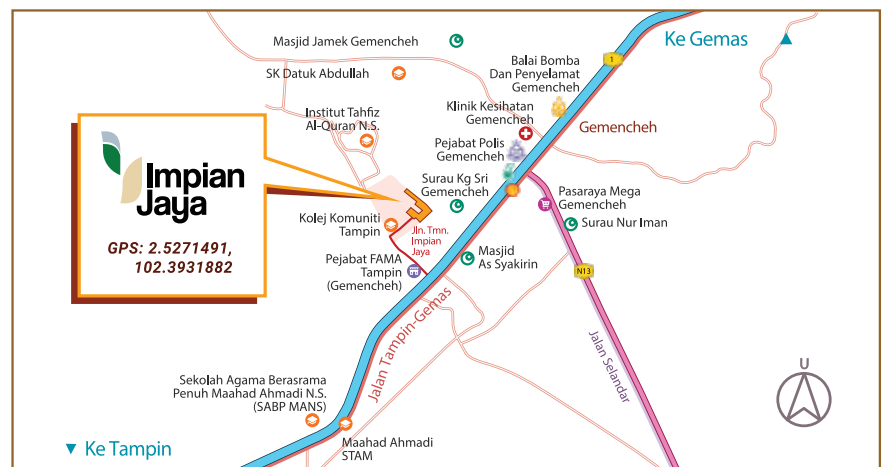 Masjid Jamek Gemencheh
Ke Gemas
SK Datuk Abdullah
Balai Bomba
Dan Penyelamat
Gemencheh
1
Institut Tahfiz
Al-Quran N.S.
Klinik Kesihatan
Gemencheh
Gemencheh
Pejabat Polis
Gemencheh
Impian
Jaya
GPS: 2.5271491,
102.3931882
Surau Kg Sri
Gemencheh
Pasaraya Mega
Gemencheh
Kolej Komuniti
Tampin
Jln. Tmn.
Impian
Jaya
Surau Nur Iman
Pejabat FAMA
Tampin
(Gemencheh)
Masjid
As Syakirin
N13
Jalan Tampin-Gemas
Jalan Selandar
U
Sekolah Agama Berasrama
Penuh Maahad Ahmadi N.S.
(SABP MANS)
Maahad Ahmadi
STAM
Ke Tampin